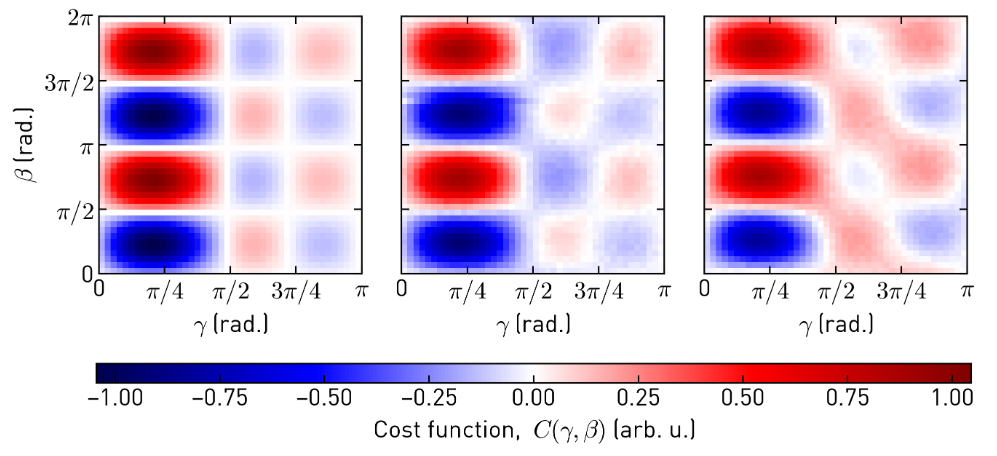 2π
3π/2
π
π/2
0
β (rad.)
0 π/4 π/2 3π/4 π
γ (rad.)
0 π/4 π/2 3π/4 π
γ (rad.)
0 π/4 π/2 3π/4 π
γ (rad.)
−1.00 −0.75 −0.50 −0.25 0.00 0.25 0.50 0.75 1.00
Cost function, C(γ, β) (arb. u.)